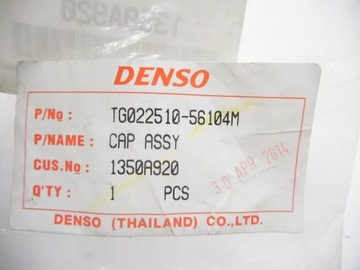 1350A920
DENSO
P/No : TG022510-56104M
P/NAME : CAP ASSY
CUS.No : 1350A920
30 APR 2014
Q'TY : 1 PCS
DENSO (THAILAND) CO.,LTD.